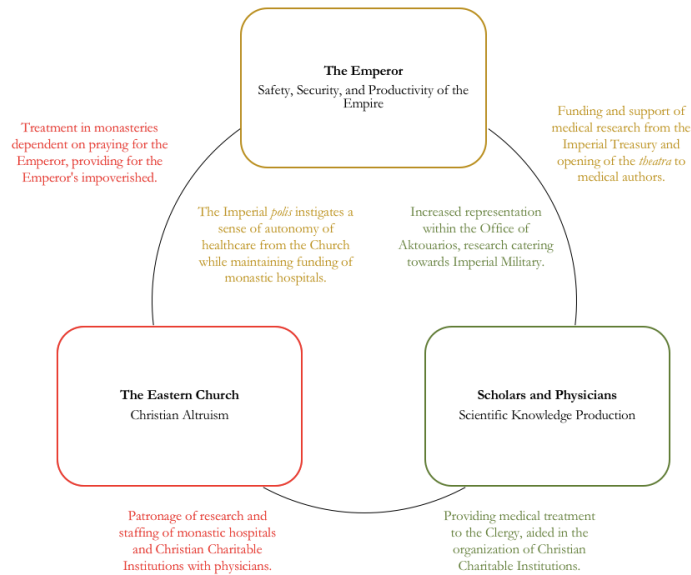 The Emperor
Safety, Security, and Productivity of the
Empire
Treatment in monasteries
dependent on praying for the
Emperor, providing for the
Emperor's impoverished.
Funding and support of
medical research from the
Imperial Treasury and
opening of the theatra to
medical authors.
The Imperial polis instigates a
sense of autonomy of
healthcare from the Church
while maintaining funding of
monastic hospitals.
Increased representation
within the Office of
Aktouarios, research catering
towards Imperial Military.
The Eastern Church
Christian Altruism
Scholars and Physicians
Scientific Knowledge Production
Patronage of research and
staffing of monastic hospitals
and Christian Charitable
Institutions with physicians.
Providing medical treatment
to the Clergy, aided in the
organization of Christian
Charitable Institutions.